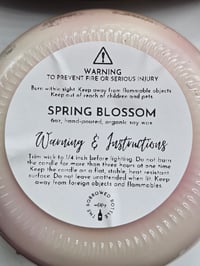 WARNING
TO PREVENT FIRE OR SERIOUS INJURY
Burn within sight. Keep away from flammable objects
Keep out of reach of children and pets.
SPRING BLOSSOM
6oz, hand-poured, organic soy wax
Warning & Instructions
Trim wick to 1/4 inch before lighting. Do not burn
the candle for more than three hours at one time
Keep the candle on a flat, stable, heat resistant
surface. Do not leave unattended when lit. Keep
away from foreign objects and flammables.
THE BORROWED BOTTLE